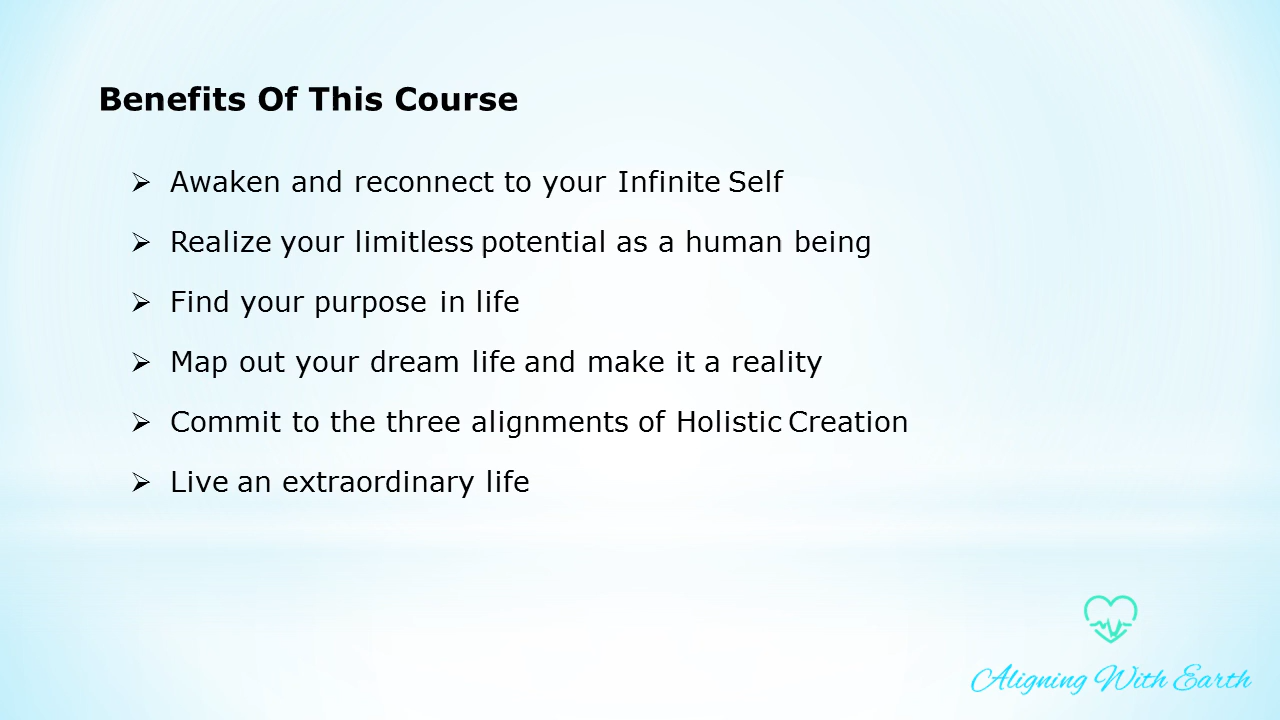 Benefits Of This Course
Awaken and reconnect to your Infinite Self
Realize your limitless potential as a human being
Find your purpose in life
Map out your dream life and make it a reality
Commit to the three alignments of Holistic Creation
Live an extraordinary life
Aligning With Earth